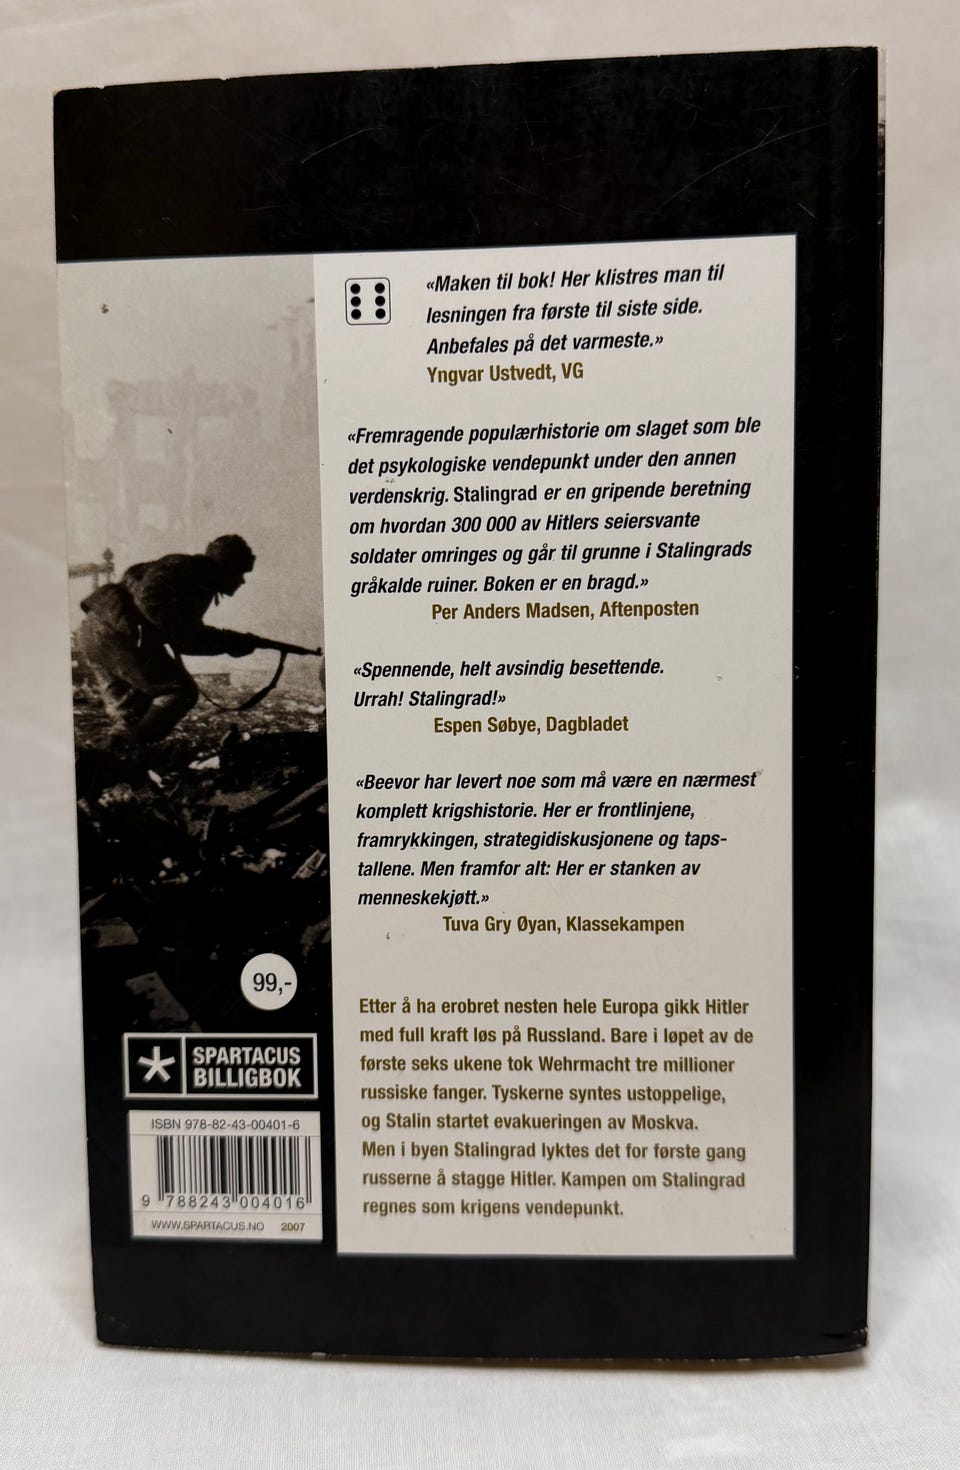 «Maken til bok! Her klistres man til
lesningen fra første til siste side.
Anbefales på det varmeste.»
Yngvar Ustvedt, VG
«Fremragende populærhistorie om slaget som ble
det psykologiske vendepunkt under den annen
verdenskrig. Stalingrad er en gripende beretning
om hvordan 300 000 av Hitlers seiersvante
soldater omringes og går til grunne i Stalingrads
gråkalde ruiner. Boken er en bragd.»
Per Anders Madsen, Aftenposten
«Spennende, helt avsindig besettende.
Urrah! Stalingrad!»
Espen Søbye, Dagbladet
«Beevor har levert noe som må være en nærmest
komplett krigshistorie. Her er frontlinjene,
framrykkingen, strategidiskusjonene og taps-
tallene. Men framfor alt: Her er stanken av
menneskekjøtt.»
Tuva Gry Øyan, Klassekampen
Etter å ha erobret nesten hele Europa gikk Hitler
med full kraft løs på Russland. Bare i løpet av de
første seks ukene tok Wehrmacht tre millioner
russiske fanger. Tyskerne syntes ustoppelige,
og Stalin startet evakueringen av Moskva.
Men i byen Stalingrad lyktes det for første gang
russerne å stagge Hitler. Kampen om Stalingrad
regnes som krigens vendepunkt.
99,-
SPARTACUS
BILLIGBOK
ISBN 978-82-43-00401-6
9 788243 004016
WWW.SPARTACUS.NO 2007